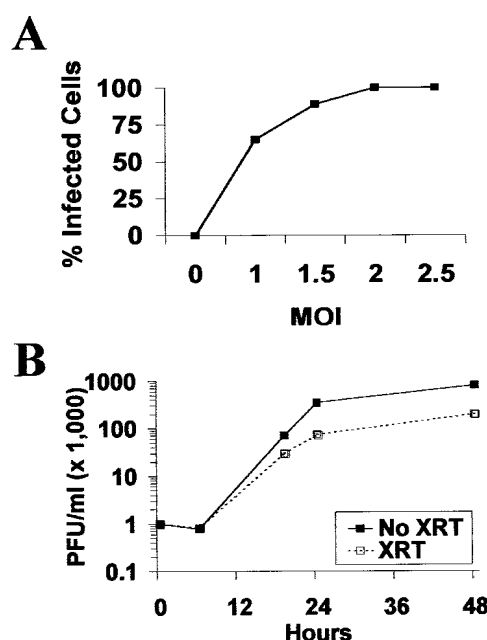 A
% Infected Cells
100
75
50
25
0
0 1 1.5 2 2.5
MOI
B
PFU/ml (x 1,000)
1000
100
10
1
0.1
No XRT
XRT
0 12 24 36 48
Hours